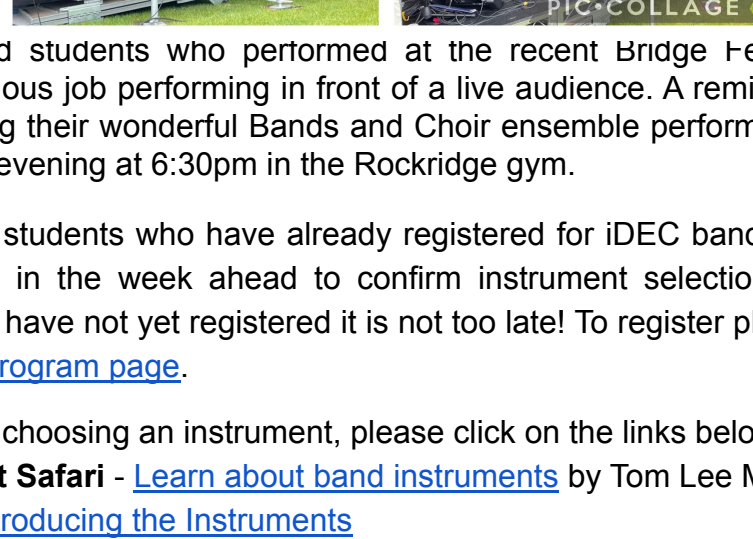 PIC•COLLAGE
d students who performed at the recent Bridge Fe
ous job performing in front of a live audience. A remi
g their wonderful Bands and Choir ensemble perform
evening at 6:30pm in the Rockridge gym.
students who have already registered for iDEC band
in the week ahead to confirm instrument selectio
have not yet registered it is not too late! To register pl
rogram page.
choosing an instrument, please click on the links belo
t Safari - Learn about band instruments by Tom Lee M
roducing the Instruments